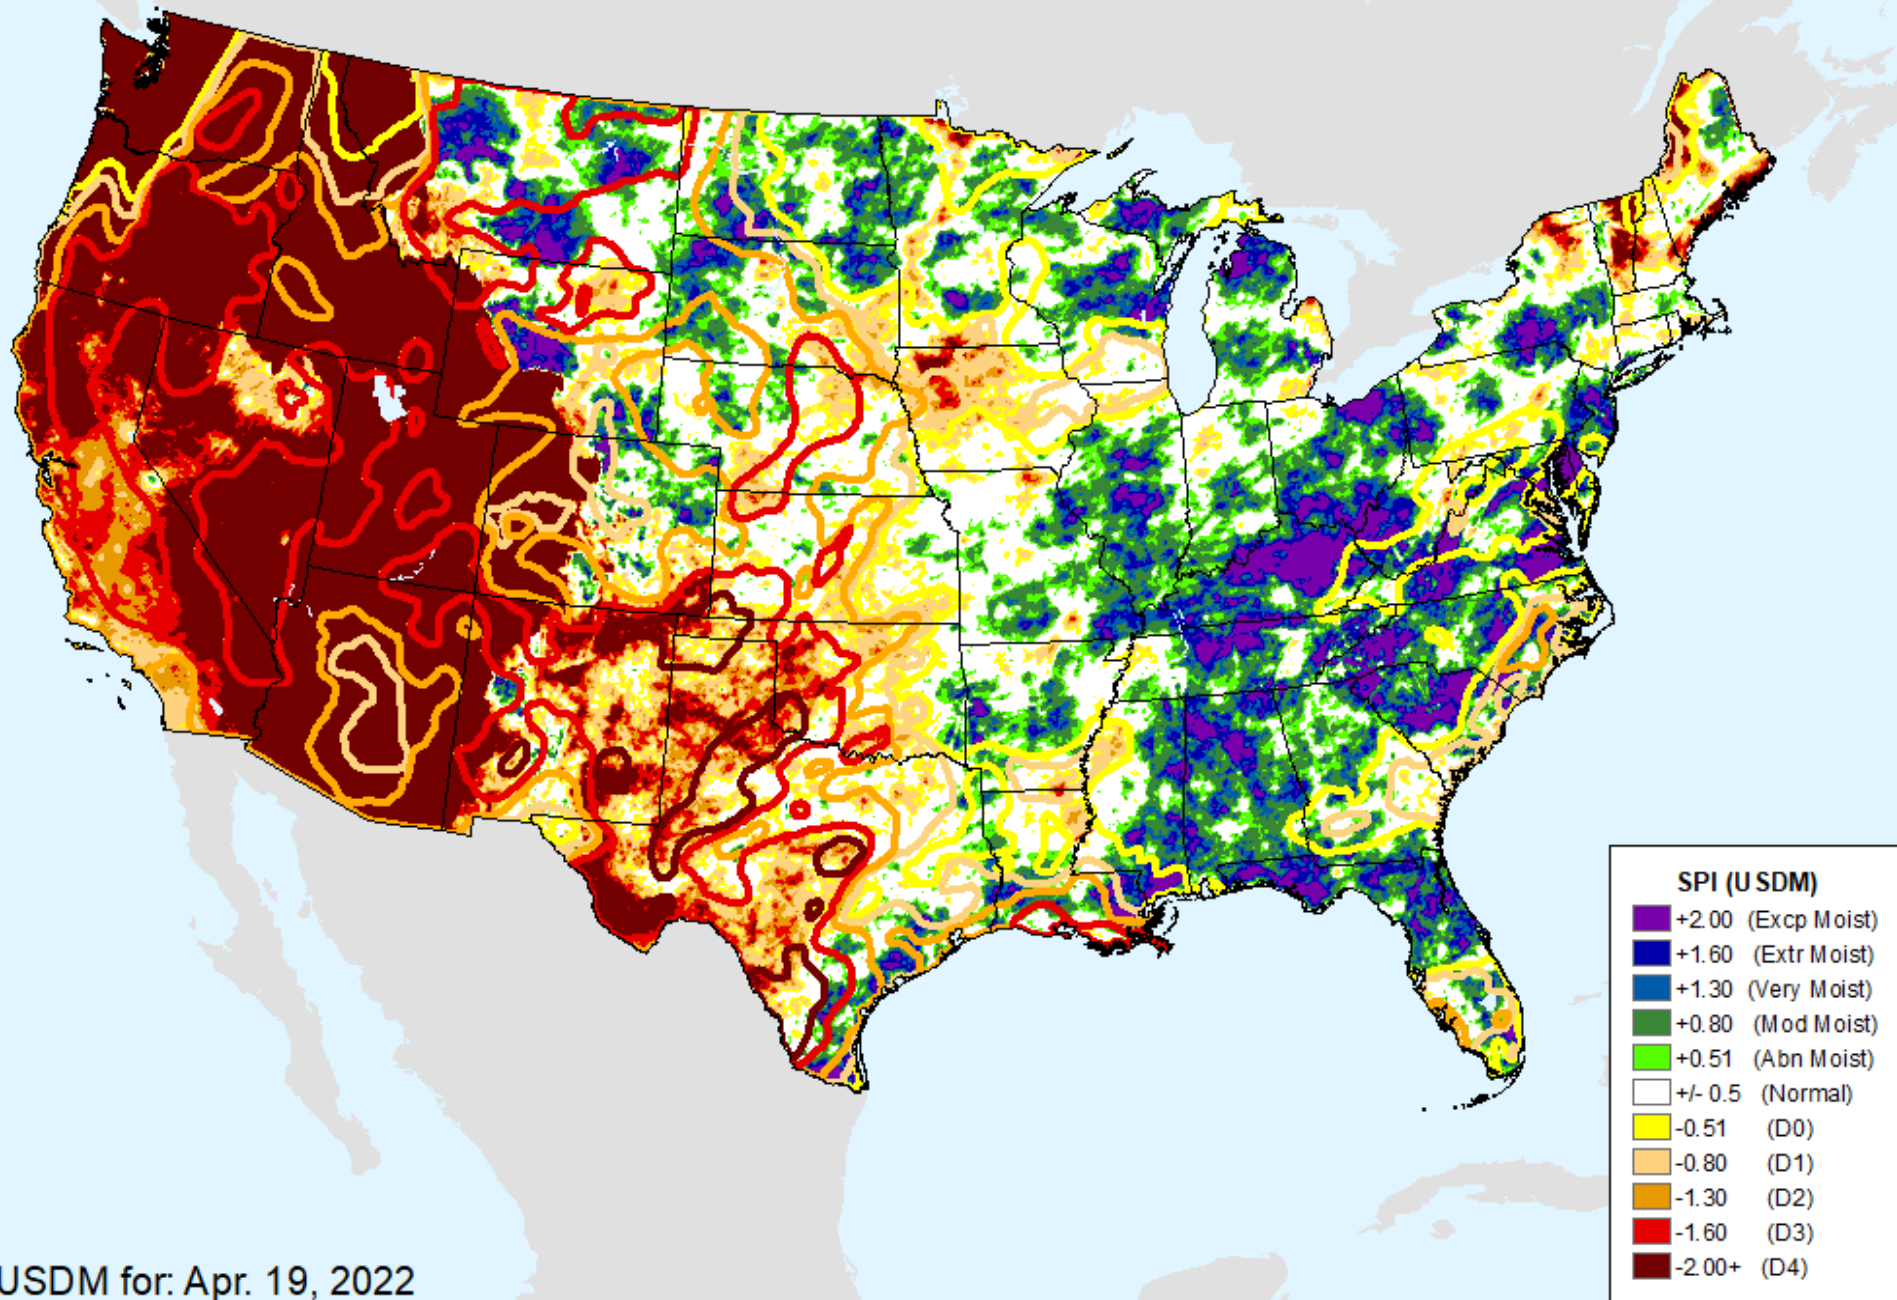 SPI (USDM)
+2.00 (Excp Moist)
+1.60 (Extr Moist)
+1.30 (Very Moist)
+0.80 (Mod Moist)
+0.51 (Abn Moist)
+/- 0.5 (Normal)
-0.51 (D0)
-0.80 (D1)
-1.30 (D2)
-1.60 (D3)
-2.00+ (D4)
USDM for: Apr. 19, 2022